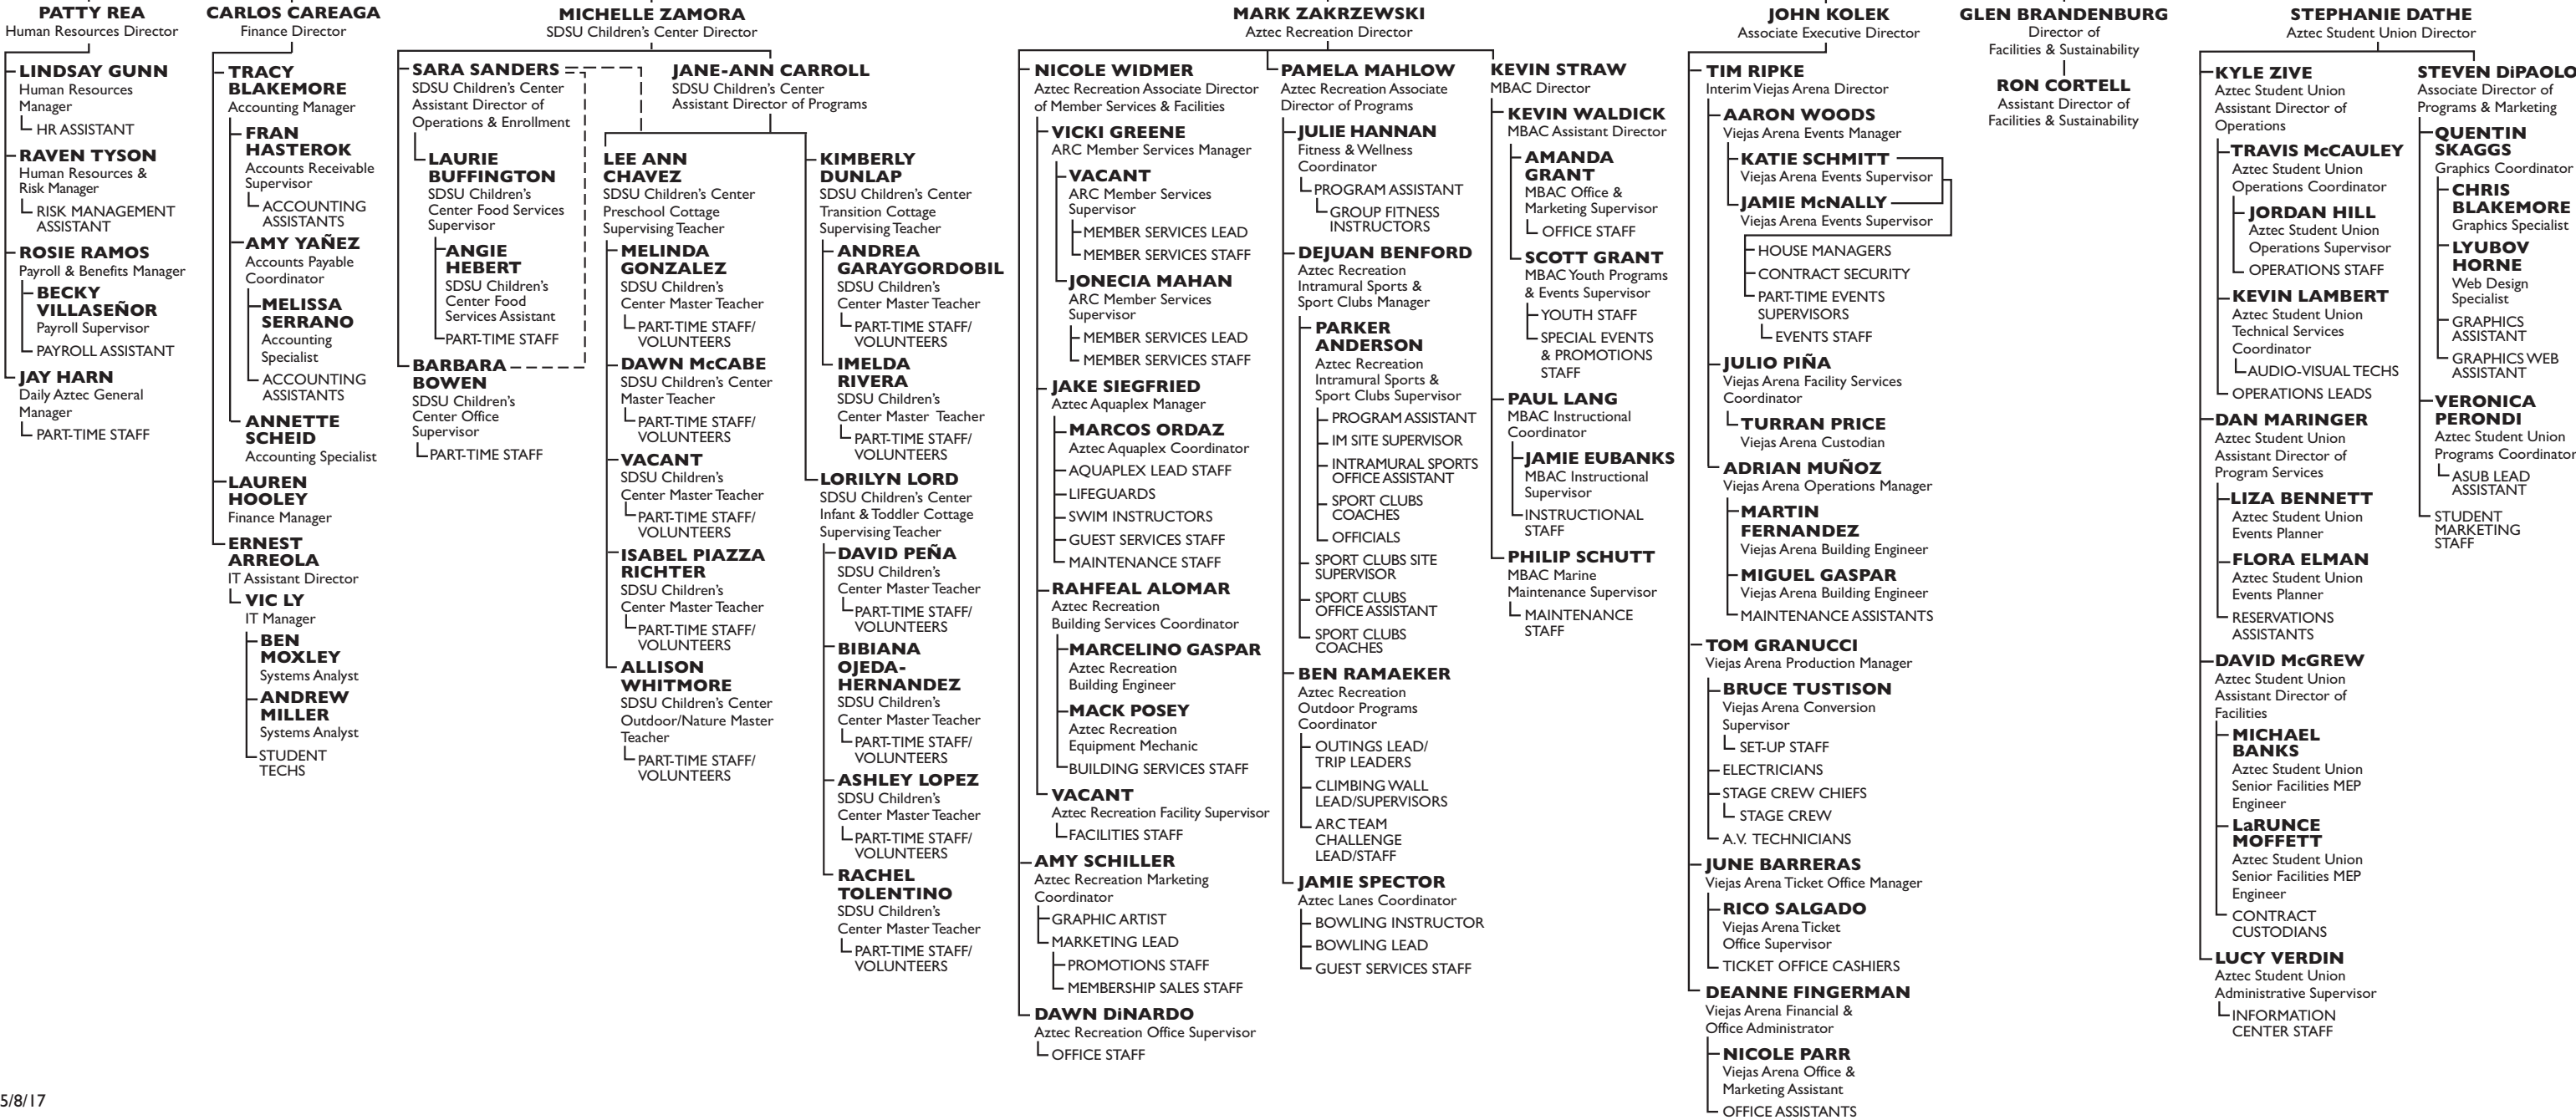 PATTY REA
Human Resources Director
LINDSAY GUNN
Human Resources
Manager
HR ASSISTANT
RAVEN TYSON
Human Resources &
Risk Manager
RISK MANAGEMENT
ASSISTANT
ROSIE RAMOS
Payroll & Benefits Manager
BECKY
VILLASEÑOR
Payroll Supervisor
PAYROLL ASSISTANT
JAY HARN
Daily Aztec General
Manager
PART-TIME STAFF
CARLOS CAREAGA
Finance Director
TRACY
BLAKEMORE
Accounting Manager
FRAN
HASTEROK
Accounts Receivable
Supervisor
ACCOUNTING
ASSISTANTS
AMY YAÑEZ
Accounts Payable
Coordinator
MELISSA
SERRANO
Accounting
Specialist
ACCOUNTING
ASSISTANTS
ANNETTE
SCHEID
Accounting Specialist
LAUREN
HOOLEY
Finance Manager
ERNEST
ARREOLA
IT Assistant Director
VIC LY
IT Manager
BEN
MOXLEY
Systems Analyst
ANDREW
MILLER
Systems Analyst
STUDENT
TECHS
MICHELLE ZAMORA
SDSU Children's Center Director
SARA SANDERS
SDSU Children's Center
Assistant Director of
Operations & Enrollment
LAURIE
BUFFINGTON
SDSU Children's
Center Food Services
Supervisor
ANGIE
HEBERT
SDSU Children's
Center Food
Services Assistant
PART-TIME STAFF
BARBARA
BOWEN
SDSU Children's
Center Office
Supervisor
PART-TIME STAFF
JANE-ANN CARROLL
SDSU Children's Center
Assistant Director of Programs
LEE ANN
CHAVEZ
SDSU Children's Center
Preschool Cottage
Supervising Teacher
MELINDA
GONZALEZ
SDSU Children's
Center Master Teacher
PART-TIME STAFF/
VOLUNTEERS
DAWN McCABE
SDSU Children's Center
Master Teacher
PART-TIME STAFF/
VOLUNTEERS
VACANT
SDSU Children's
Center Master Teacher
PART-TIME STAFF/
VOLUNTEERS
ISABEL PIAZZA
RICHTER
SDSU Children's
Center Master Teacher
PART-TIME STAFF/
VOLUNTEERS
ALLISON
WHITMORE
SDSU Children's Center
Outdoor/Nature Master
Teacher
PART-TIME STAFF/
VOLUNTEERS
KIMBERLY
DUNLAP
SDSU Children's Center
Transition Cottage
Supervising Teacher
ANDREA
GARAYGORDOBIL
SDSU Children's
Center Master Teacher
PART-TIME STAFF/
VOLUNTEERS
IMELDA
RIVERA
SDSU Children's
Center Master Teacher
PART-TIME STAFF/
VOLUNTEERS
LORILYN LORD
SDSU Children's Center
Infant & Toddler Cottage
Supervising Teacher
DAVID PEÑA
SDSU Children's
Center Master Teacher
PART-TIME STAFF/
VOLUNTEERS
BIBIANA
OJEDA-
HERNANDEZ
SDSU Children's
Center Master Teacher
PART-TIME STAFF/
VOLUNTEERS
ASHLEY LOPEZ
SDSU Children's
Center Master Teacher
PART-TIME STAFF/
VOLUNTEERS
RACHEL
TOLENTINO
SDSU Children's
Center Master Teacher
PART-TIME STAFF/
VOLUNTEERS
MARK ZAKRZEWSKI
Aztec Recreation Director
NICOLE WIDMER
Aztec Recreation Associate Director
of Member Services & Facilities
VICKI GREENE
ARC Member Services Manager
VACANT
ARC Member Services
Supervisor
MEMBER SERVICES LEAD
MEMBER SERVICES STAFF
JONECIA MAHAN
ARC Member Services
Supervisor
MEMBER SERVICES LEAD
MEMBER SERVICES STAFF
JAKE SIEGFRIED
Aztec Aquaplex Manager
MARCOS ORDAZ
Aztec Aquaplex Coordinator
AQUAPLEX LEAD STAFF
LIFEGUARDS
SWIM INSTRUCTORS
GUEST SERVICES STAFF
MAINTENANCE STAFF
RAHFEAL ALOMAR
Aztec Recreation
Building Services Coordinator
MARCELINO GASPAR
Aztec Recreation
Building Engineer
MACK POSEY
Aztec Recreation
Equipment Mechanic
BUILDING SERVICES STAFF
VACANT
Aztec Recreation Facility Supervisor
FACILITIES STAFF
AMY SCHILLER
Aztec Recreation Marketing
Coordinator
GRAPHIC ARTIST
MARKETING LEAD
PROMOTIONS STAFF
MEMBERSHIP SALES STAFF
DAWN DiNARDO
Aztec Recreation Office Supervisor
OFFICE STAFF
PAMELA MAHLOW
Aztec Recreation Associate
Director of Programs
JULIE HANNAN
Fitness & Wellness
Coordinator
PROGRAM ASSISTANT
GROUP FITNESS
INSTRUCTORS
DEJUAN BENFORD
Aztec Recreation
Intramural Sports &
Sport Clubs Manager
PARKER
ANDERSON
Aztec Recreation
Intramural Sports &
Sport Clubs Supervisor
PROGRAM ASSISTANT
IM SITE SUPERVISOR
INTRAMURAL SPORTS
OFFICE ASSISTANT
SPORT CLUBS
COACHES
OFFICIALS
SPORT CLUBS SITE
SUPERVISOR
SPORT CLUBS
OFFICE ASSISTANT
SPORT CLUBS
COACHES
BEN RAMAEKER
Aztec Recreation
Outdoor Programs
Coordinator
OUTINGS LEAD/
TRIP LEADERS
CLIMBING WALL
LEAD/SUPERVISORS
ARC TEAM
CHALLENGE
LEAD/STAFF
JAMIE SPECTOR
Aztec Lanes Coordinator
BOWLING INSTRUCTOR
BOWLING LEAD
GUEST SERVICES STAFF
KEVIN STRAW
MBAC Director
KEVIN WALDICK
MBAC Assistant Director
AMANDA
GRANT
MBAC Office &
Marketing Supervisor
OFFICE STAFF
SCOTT GRANT
MBAC Youth Programs
& Events Supervisor
YOUTH STAFF
SPECIAL EVENTS
& PROMOTIONS
STAFF
PAUL LANG
MBAC Instructional
Coordinator
JAMIE EUBANKS
MBAC Instructional
Supervisor
INSTRUCTIONAL
STAFF
PHILIP SCHUTT
MBAC Marine
Maintenance Supervisor
MAINTENANCE
STAFF
JOHN KOLEK
Associate Executive Director
TIM RIPKE
Interim Viejas Arena Director
AARON WOODS
Viejas Arena Events Manager
KATIE SCHMITT
Viejas Arena Events Supervisor
JAMIE McNALLY
Viejas Arena Events Supervisor
HOUSE MANAGERS
CONTRACT SECURITY
PART-TIME EVENTS
SUPERVISORS
EVENTS STAFF
JULIO PIÑA
Viejas Arena Facility Services
Coordinator
TURRAN PRICE
Viejas Arena Custodian
ADRIAN MUÑOZ
Viejas Arena Operations Manager
MARTIN
FERNANDEZ
Viejas Arena Building Engineer
MIGUEL GASPAR
Viejas Arena Building Engineer
MAINTENANCE ASSISTANTS
TOM GRANUCCI
Viejas Arena Production Manager
BRUCE TUSTISON
Viejas Arena Conversion
Supervisor
SET-UP STAFF
ELECTRICIANS
STAGE CREW CHIEFS
STAGE CREW
A.V. TECHNICIANS
JUNE BARRERAS
Viejas Arena Ticket Office Manager
RICO SALGADO
Viejas Arena Ticket
Office Supervisor
TICKET OFFICE CASHIERS
DEANNE FINGERMAN
Viejas Arena Financial &
Office Administrator
NICOLE PARR
Viejas Arena Office &
Marketing Assistant
OFFICE ASSISTANTS
GLEN BRANDENBURG
Director of
Facilities & Sustainability
RON CORTELL
Assistant Director of
Facilities & Sustainability
STEPHANIE DATHE
Aztec Student Union Director
KYLE ZIVE
Aztec Student Union
Assistant Director of
Operations
TRAVIS McCAULEY
Aztec Student Union
Operations Coordinator
JORDAN HILL
Aztec Student Union
Operations Supervisor
OPERATIONS STAFF
KEVIN LAMBERT
Aztec Student Union
Technical Services
Coordinator
AUDIO-VISUAL TECHS
OPERATIONS LEADS
DAN MARINGER
Aztec Student Union
Assistant Director of
Program Services
LIZA BENNETT
Aztec Student Union
Events Planner
FLORA ELMAN
Aztec Student Union
Events Planner
RESERVATIONS
ASSISTANTS
DAVID McGREW
Aztec Student Union
Assistant Director of
Facilities
MICHAEL
BANKS
Aztec Student Union
Senior Facilities MEP
Engineer
LaRUNCE
MOFFETT
Aztec Student Union
Senior Facilities MEP
Engineer
CONTRACT
CUSTODIANS
LUCY VERDIN
Aztec Student Union
Administrative Supervisor
INFORMATION
CENTER STAFF
STEVEN DiPAOLO
Associate Director of
Programs & Marketing
QUENTIN
SKAGGS
Graphics Coordinator
CHRIS
BLAKEMORE
Graphics Specialist
LYUBOV
HORNE
Web Design
Specialist
GRAPHICS
ASSISTANT
GRAPHICS WEB
ASSISTANT
VERONICA
PERONDI
Aztec Student Union
Programs Coordinator
ASUB LEAD
ASSISTANT
STUDENT
MARKETING
STAFF
5/8/17